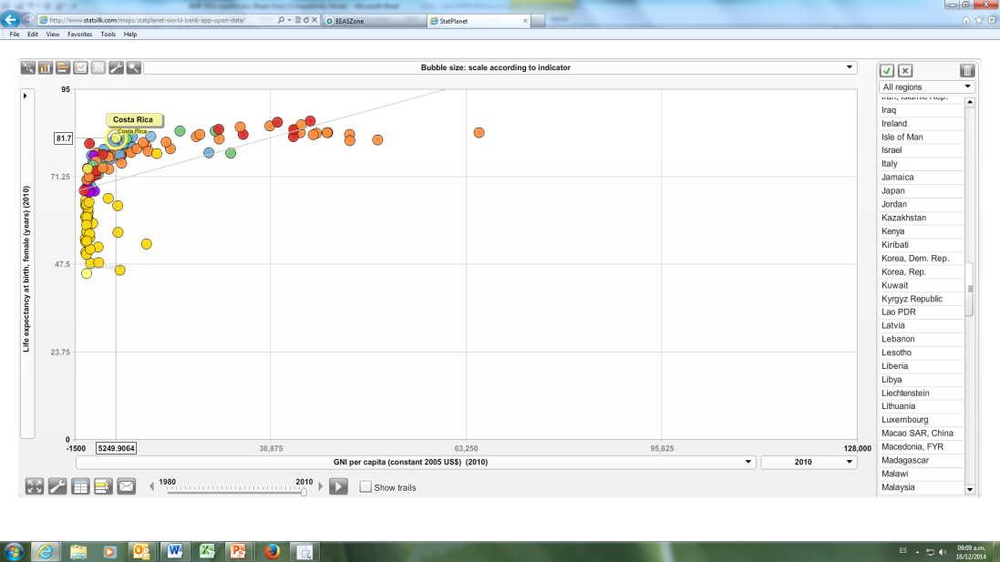 http://www.statsilk.com/maps/statplanet-world-bank-app-open-data/
EEASZone
StatPlanet
File Edit View Favorites Tools Help
Bubble size: scale according to indicator
All regions
95
81.7
71.25
47.5
23.75
0
Life expectancy at birth, female (years) (2010)
Costa Rica
Costa Rica
-1500
5249.9064
30,875
63,250
95,625
128,000
GNI per capita (constant 2005 US$) (2010)
2010
1980
2010
Show trails
Iran, Islamic Rep.
Iraq
Ireland
Isle of Man
Israel
Italy
Jamaica
Japan
Jordan
Kazakhstan
Kenya
Kiribati
Korea, Dem. Rep.
Korea, Rep.
Kuwait
Kyrgyz Republic
Lao PDR
Latvia
Lebanon
Lesotho
Liberia
Libya
Liechtenstein
Lithuania
Luxembourg
Macao SAR, China
Macedonia, FYR
Madagascar
Malawi
Malaysia
ES
09:09 a.m.
18/12/2014